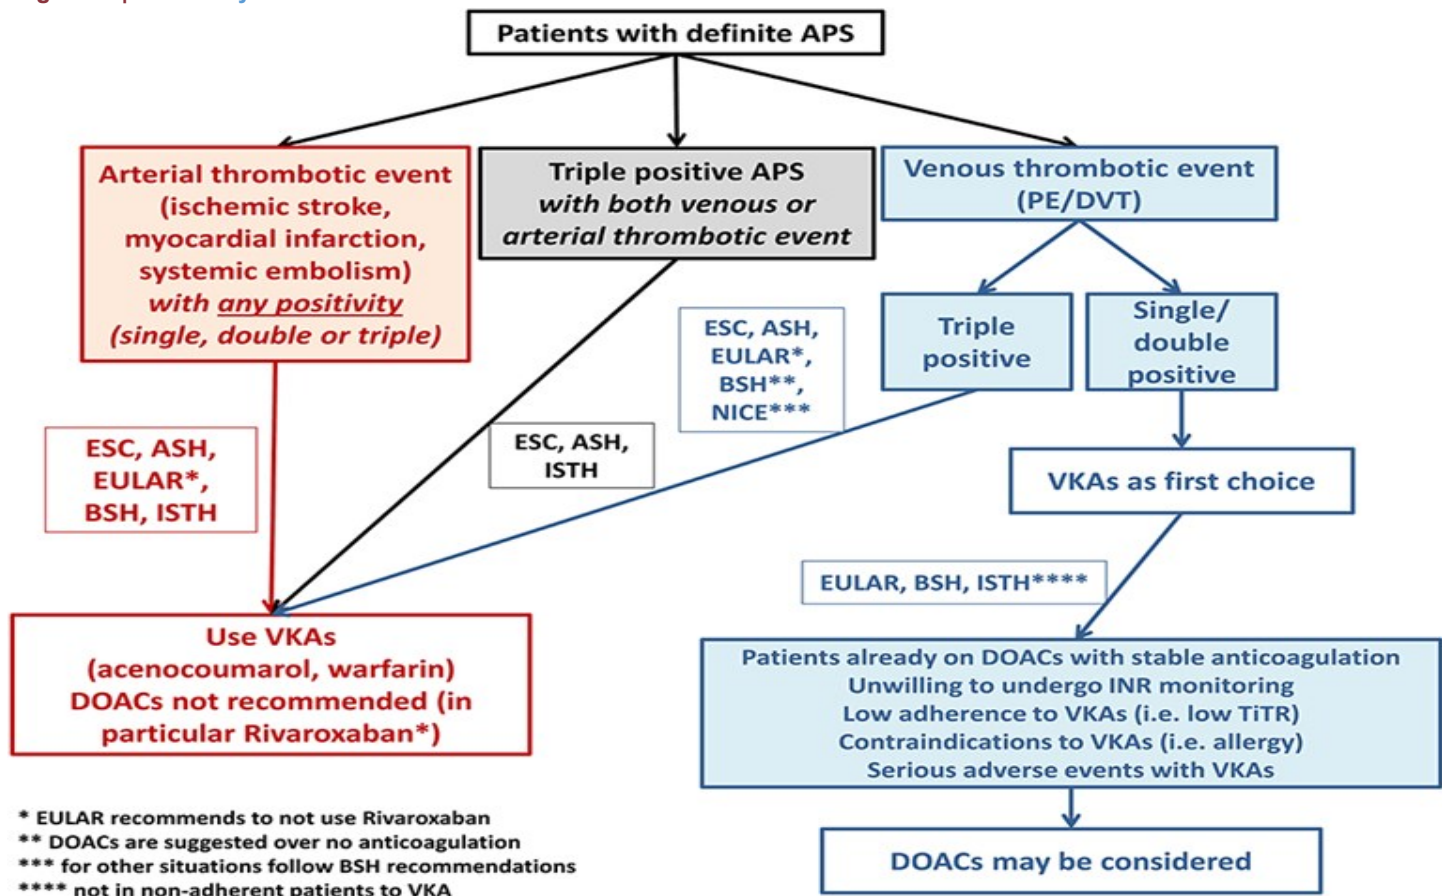 Patients with definite APS
Arterial thrombotic event
(ischemic stroke,
myocardial infarction,
systemic embolism)
with any positivity
(single, double or triple)
Triple positive APS
with both venous or
arterial thrombotic event
Venous thrombotic event
(PE/DVT)
Triple
positive
Single/
double
positive
ESC, ASH,
EULAR*,
BSH**,
NICE***
ESC, ASH,
EULAR*,
BSH, ISTH
ESC, ASH,
ISTH
VKAs as first choice
EULAR, BSH, ISTH****
Use VKAs
(acenocoumarol, warfarin)
DOACs not recommended (in
particular Rivaroxaban*)
Patients already on DOACs with stable anticoagulation
Unwilling to undergo INR monitoring
Low adherence to VKAs (i.e. low TiTR)
Contraindications to VKAs (i.e. allergy)
Serious adverse events with VKAs
DOACs may be considered
* EULAR recommends to not use Rivaroxaban
** DOACs are suggested over no anticoagulation
*** for other situations follow BSH recommendations
**** not in non-adherent patients to VKA